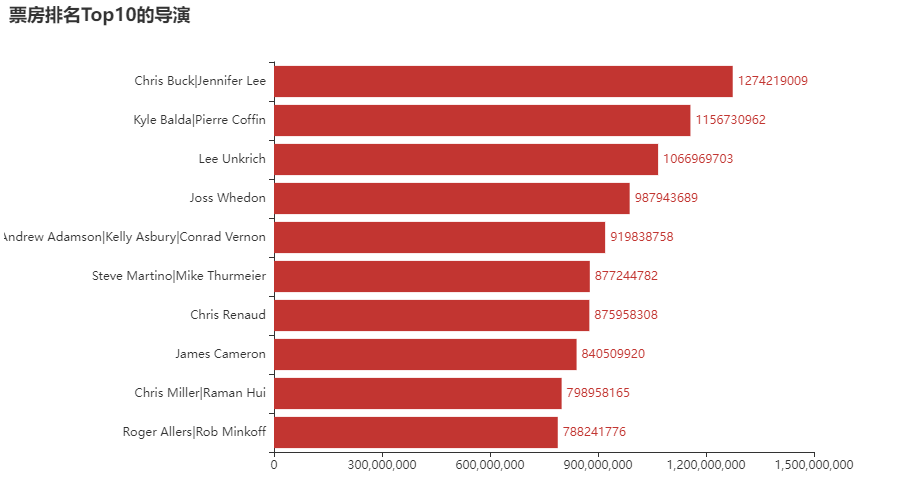 票房排名Top10的导演
Chris Buck|Jennifer Lee 1274219009
Kyle Balda|Pierre Coffin 1156730962
Lee Unkrich 1066969703
Joss Whedon 987943689
Andrew Adamson|Kelly Asbury|Conrad Vernon 919838758
Steve Martino|Mike Thurmeier 877244782
Chris Renaud 875958308
James Cameron 840509920
Chris Miller|Raman Hui 798958165
Roger Allers|Rob Minkoff 788241776
0 300,000,000 600,000,000 900,000,000 1,200,000,000 1,500,000,000